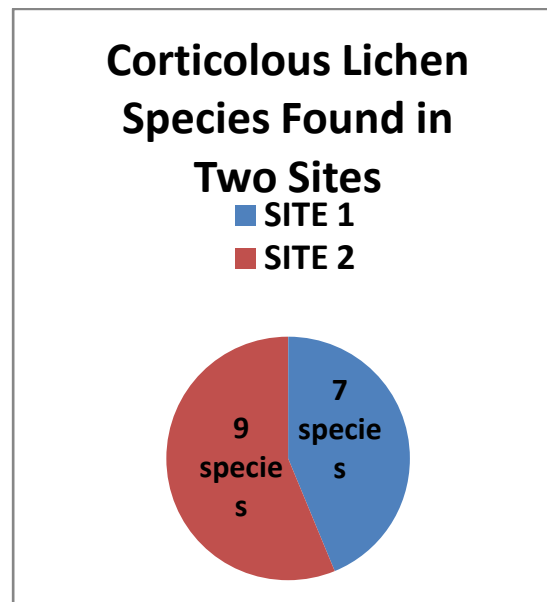 Corticolous Lichen
Species Found in
Two Sites
SITE 1
SITE 2
7
specie
s
9
specie
s